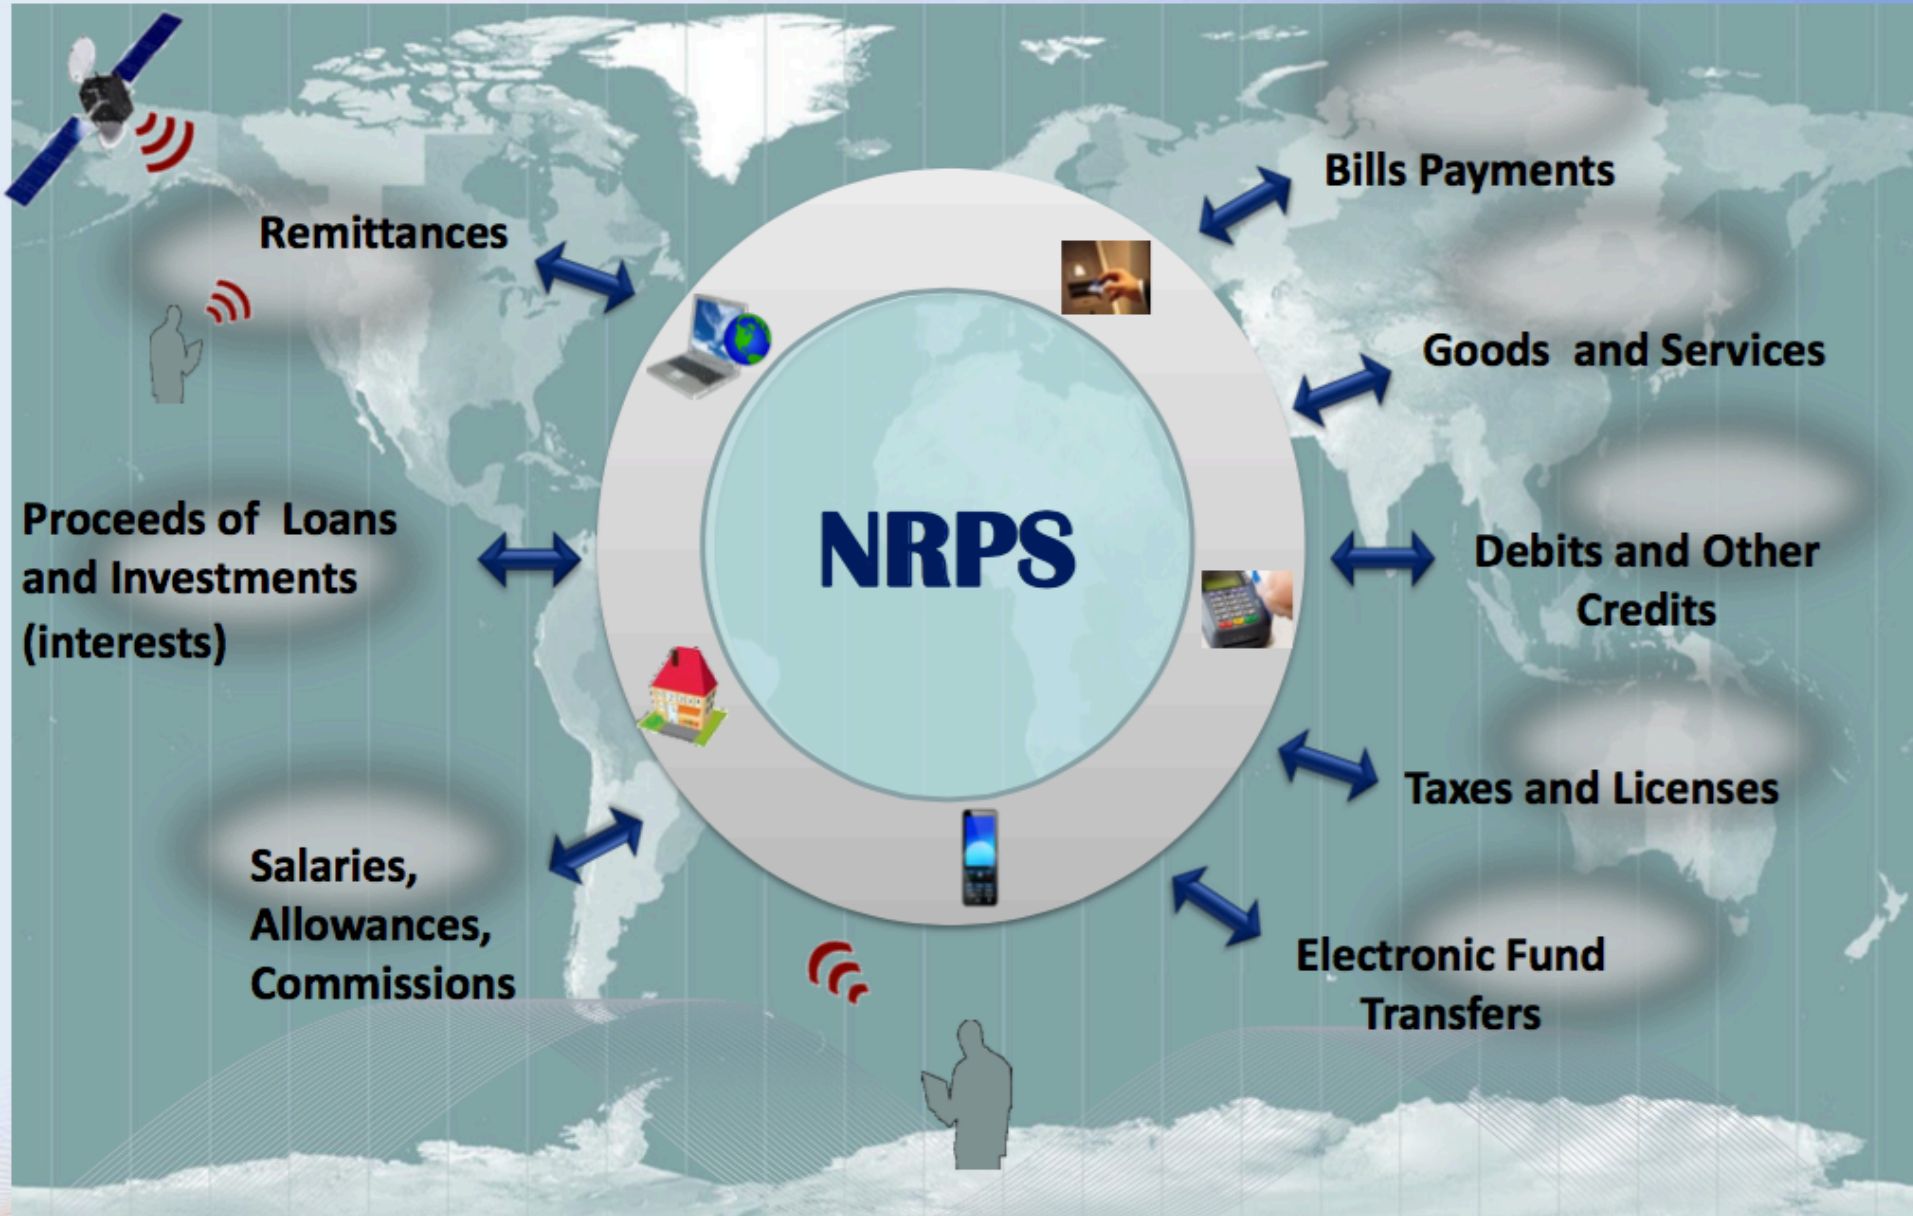 Bills Payments
Remittances
Goods and Services
Proceeds of Loans
and Investments
(interests)
NRPS
Debits and Other
Credits
Taxes and Licenses
Salaries,
Allowances,
Commissions
Electronic Fund
Transfers